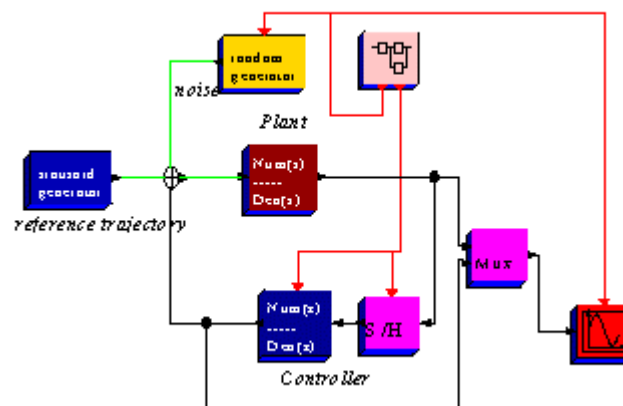 random
generator
noise
Plant
sinusoid
generator
Num(s)
-----
Den(s)
reference trajectory
Mux
Num(z)
-----
Den(z)
S/H
Controller